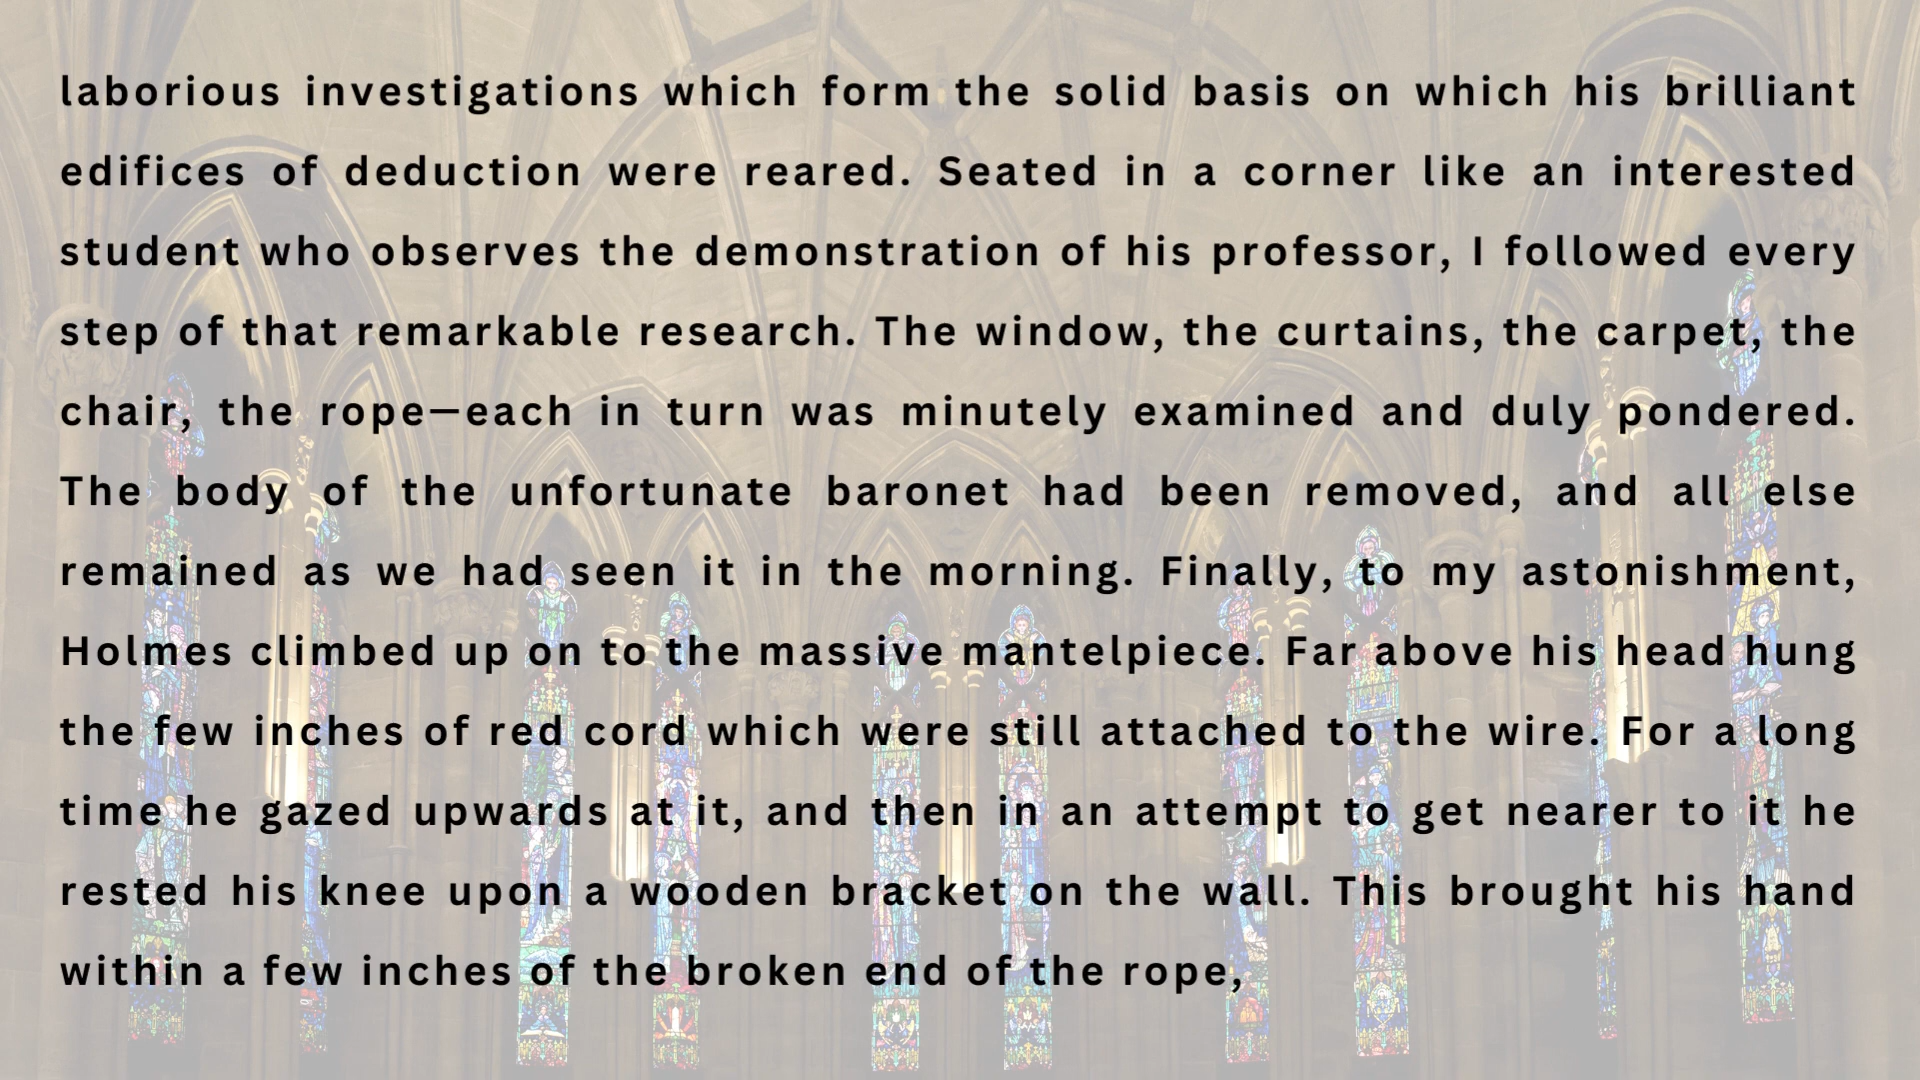 laborious investigations which form the solid basis on which his brilliant
edifices of deduction were reared. Seated in a corner like an interested
student who observes the demonstration of his professor, I followed every
step of that remarkable research. The window, the curtains, the carpet, the
chair, the rope—each in turn was minutely examined and duly pondered.
The body of the unfortunate baronet had been removed, and all else
remained as we had seen it in the morning. Finally, to my astonishment,
Holmes climbed up on to the massive mantelpiece. Far above his head hung
the few inches of red cord which were still attached to the wire. For a long
time he gazed upwards at it, and then in an attempt to get nearer to it he
rested his knee upon a wooden bracket on the wall. This brought his hand
within a few inches of the broken end of the rope,